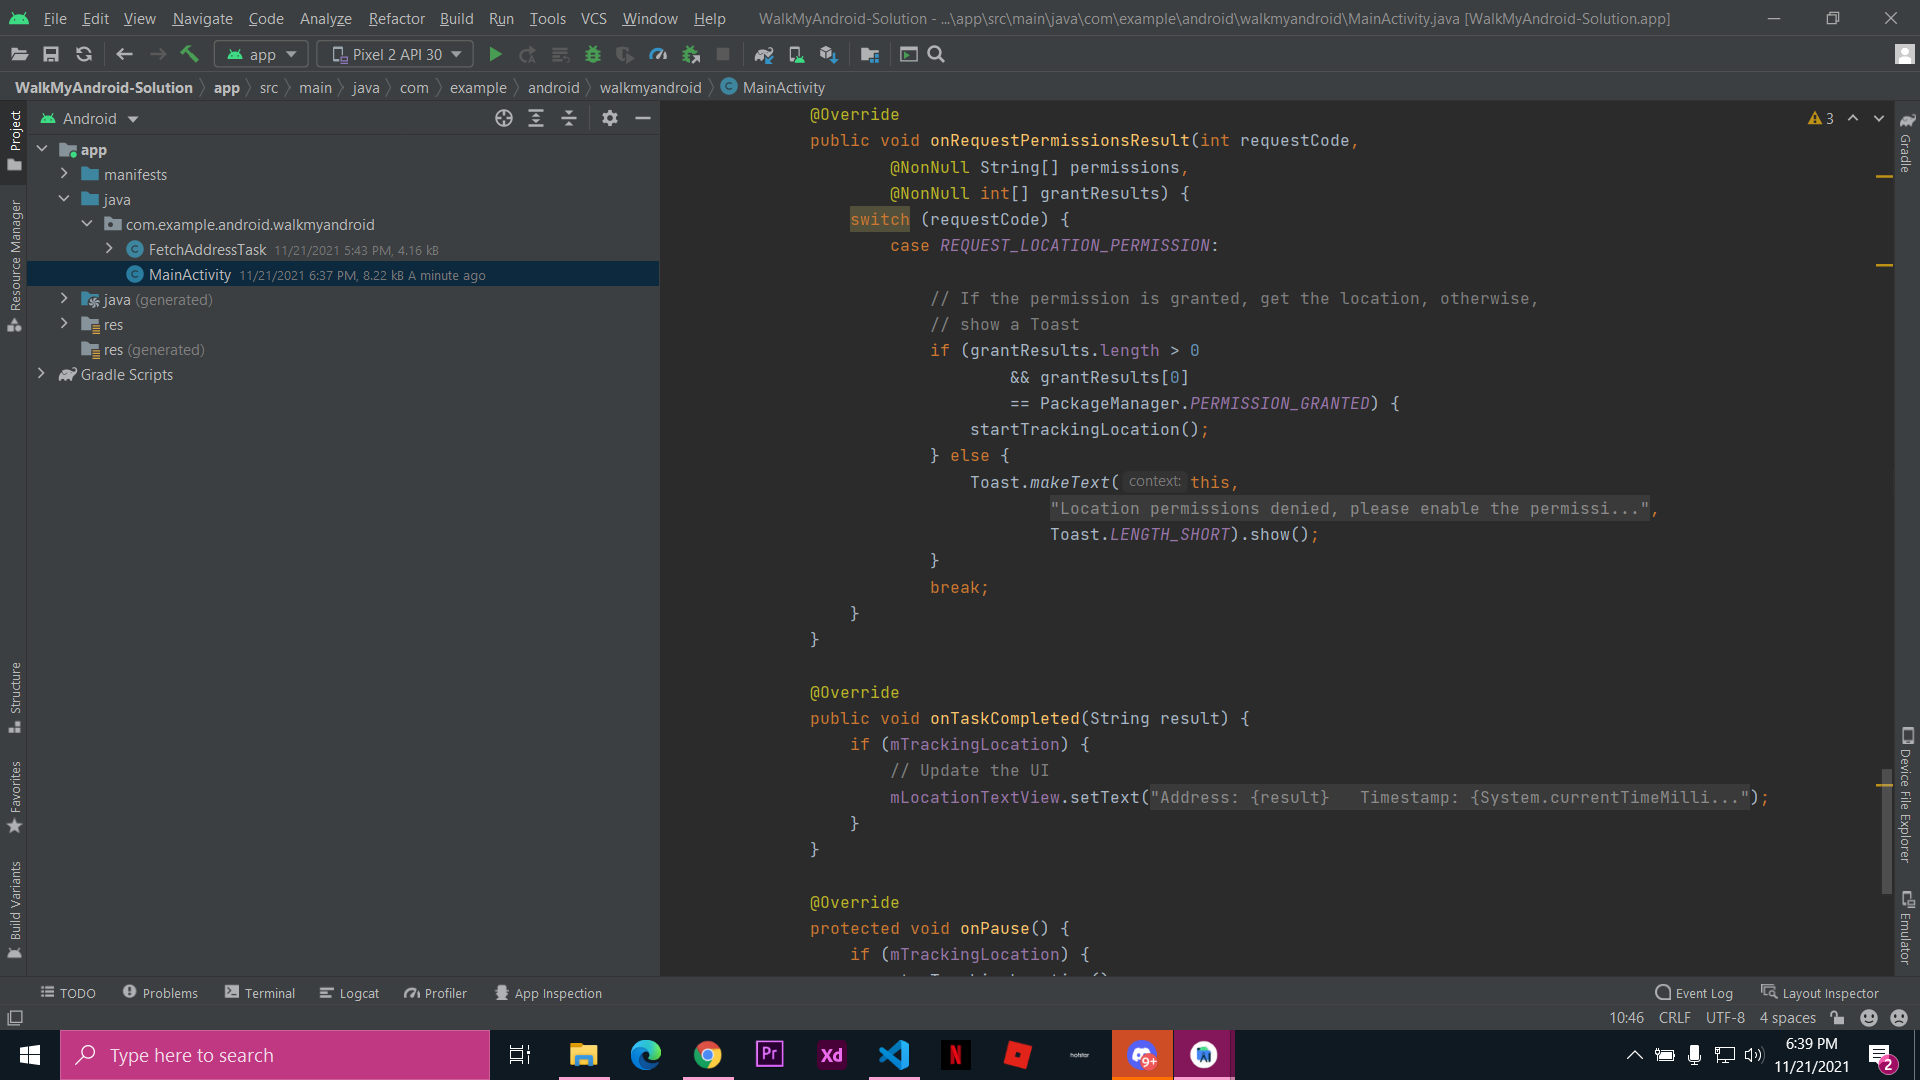 File Edit View Navigate Code Analyze Refactor Build Run Tools VCS Window Help WalkMyAndroid-Solution - ...\app\src\main\java\com\example\android\walkmyandroid\MainActivity.java [WalkMyAndroid-Solution.app]
app Pixel 2 API 30
WalkMyAndroid-Solution app src main java com example android walkmyandroid MainActivity
Project
Resource Manager
Structure
Favorites
Build Variants
Android
app
manifests
java
com.example.android.walkmyandroid
FetchAddressTask 11/21/2021 5:43 PM, 4.16 kB
MainActivity 11/21/2021 6:37 PM, 8.22 kB A minute ago
java (generated)
res
res (generated)
Gradle Scripts
@Override
public void onRequestPermissionsResult(int requestCode,
@NonNull String[] permissions,
@NonNull int[] grantResults) {
switch (requestCode) {
case REQUEST_LOCATION_PERMISSION:
// If the permission is granted, get the location, otherwise,
// show a Toast
if (grantResults.length > 0
&& grantResults[0]
== PackageManager.PERMISSION_GRANTED) {
startTrackingLocation();
} else {
Toast.makeText( context: this,
"Location permissions denied, please enable the permissi...",
Toast.LENGTH_SHORT).show();
}
break;
}
}
@Override
public void onTaskCompleted(String result) {
if (mTrackingLocation) {
// Update the UI
mLocationTextView.setText("Address: {result}   Timestamp: {System.currentTimeMilli...");
}
}
@Override
protected void onPause() {
if (mTrackingLocation) {
3
Gradle
Device File Explorer
Emulator
TODO Problems Terminal Logcat Profiler App Inspection Event Log Layout Inspector
10:46 CRLF UTF-8 4 spaces
Type here to search
Pr
Xd
N
hotstar
9+
6:39 PM
11/21/2021
2